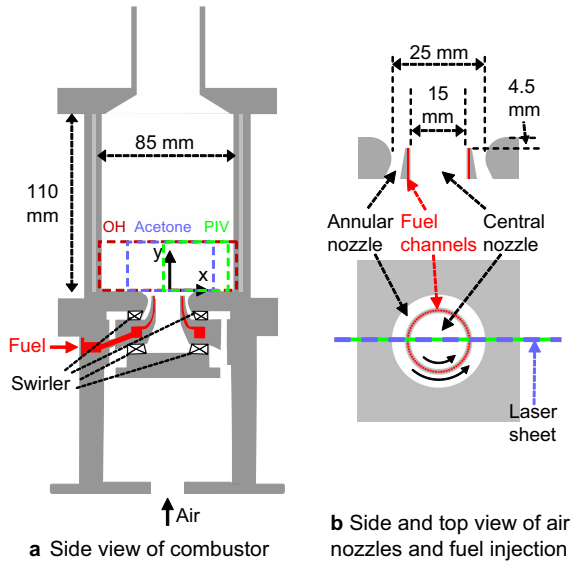 85 mm
110
mm
OH Acetone PIV
y
x
Fuel
Swirler
Air
a Side view of combustor
25 mm
15
mm
4.5
mm
Annular
nozzle
Fuel
channels
Central
nozzle
Laser
sheet
b Side and top view of air
nozzles and fuel injection